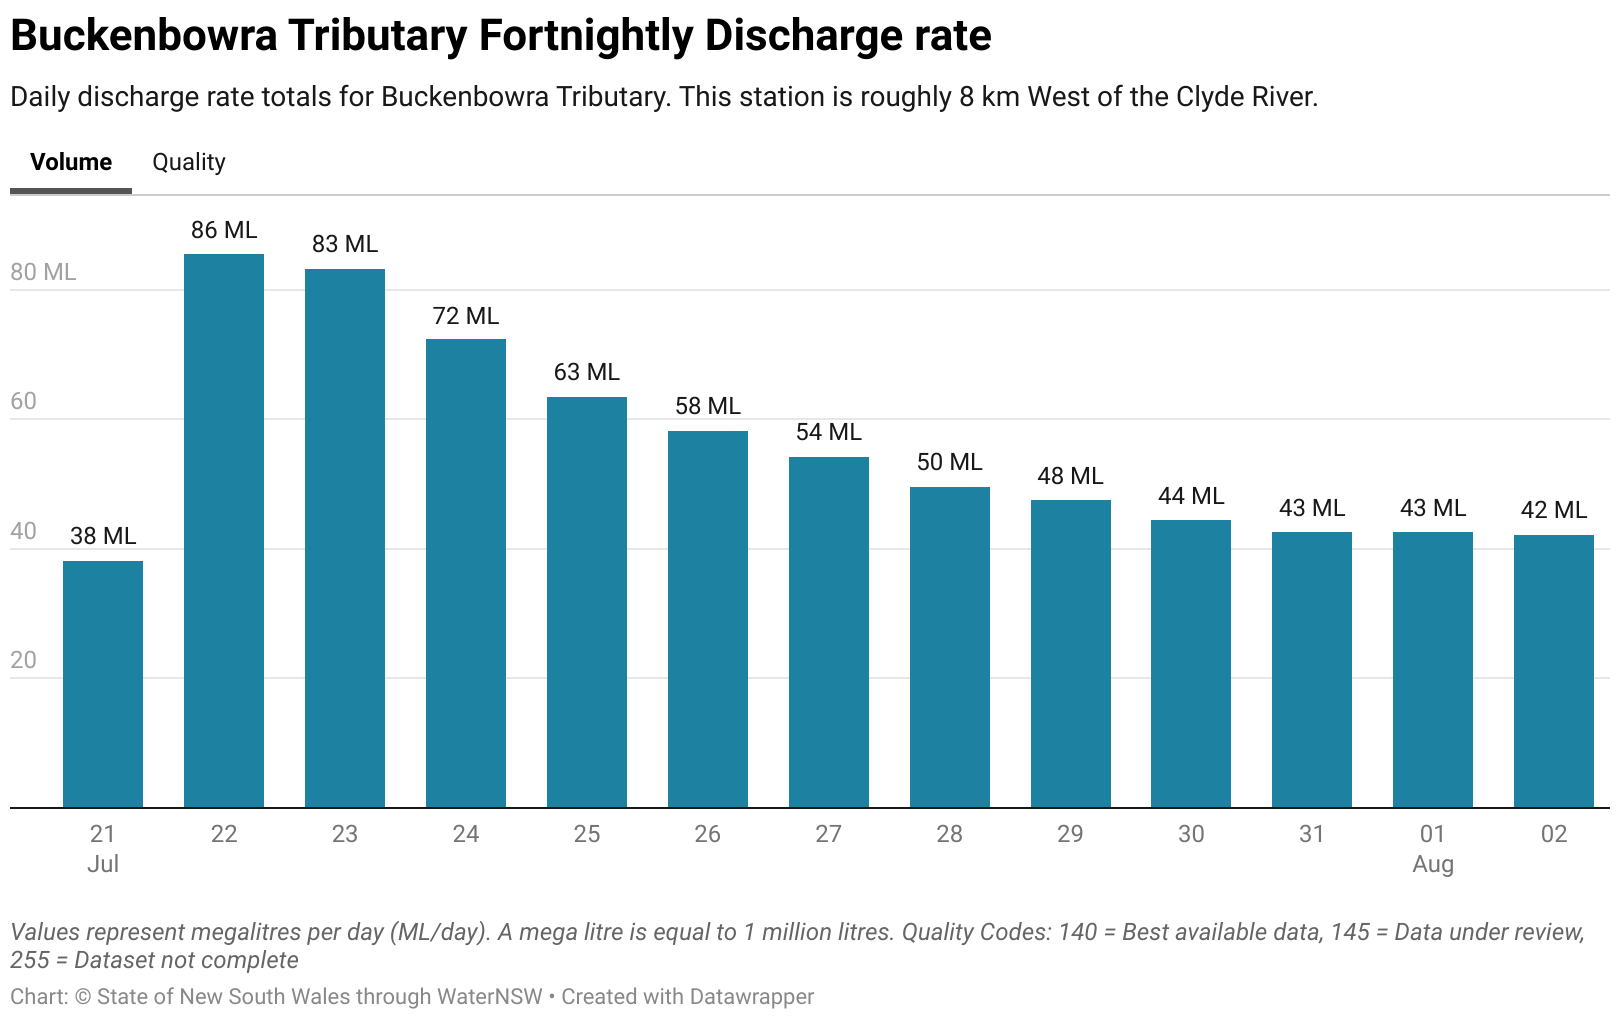 Buckenbowra Tributary Fortnightly Discharge rate
Daily discharge rate totals for Buckenbowra Tributary. This station is roughly 8 km West of the Clyde River.
Volume Quality
86 ML
83 ML
80 ML
72 ML
63 ML
60
58 ML
54 ML
50 ML
48 ML
44 ML
43 ML
43 ML
42 ML
40
38 ML
20
21 22 23 24 25 26 27 28 29 30 31 01 02
Jul Aug
Values represent megalitres per day (ML/day). A mega litre is equal to 1 million litres. Quality Codes: 140 = Best available data, 145 = Data under review,
255 = Dataset not complete
Chart: © State of New South Wales through WaterNSW • Created with Datawrapper